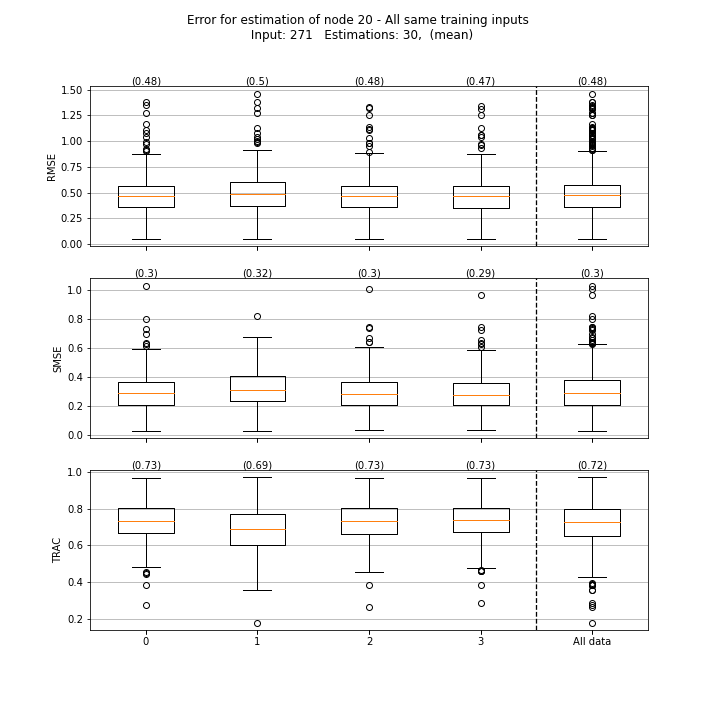 Error for estimation of node 20 - All same training inputs
Input: 271 Estimations: 30, (mean)
(0.48) (0.5) (0.48) (0.47) (0.48)
1.50
1.25
1.00
0.75
0.50
0.25
0.00
RMSE
(0.3) (0.32) (0.3) (0.29) (0.3)
1.0
0.8
0.6
0.4
0.2
0.0
SMSE
(0.73) (0.69) (0.73) (0.73) (0.72)
1.0
0.8
0.6
0.4
0.2
TRAC
0 1 2 3 All data